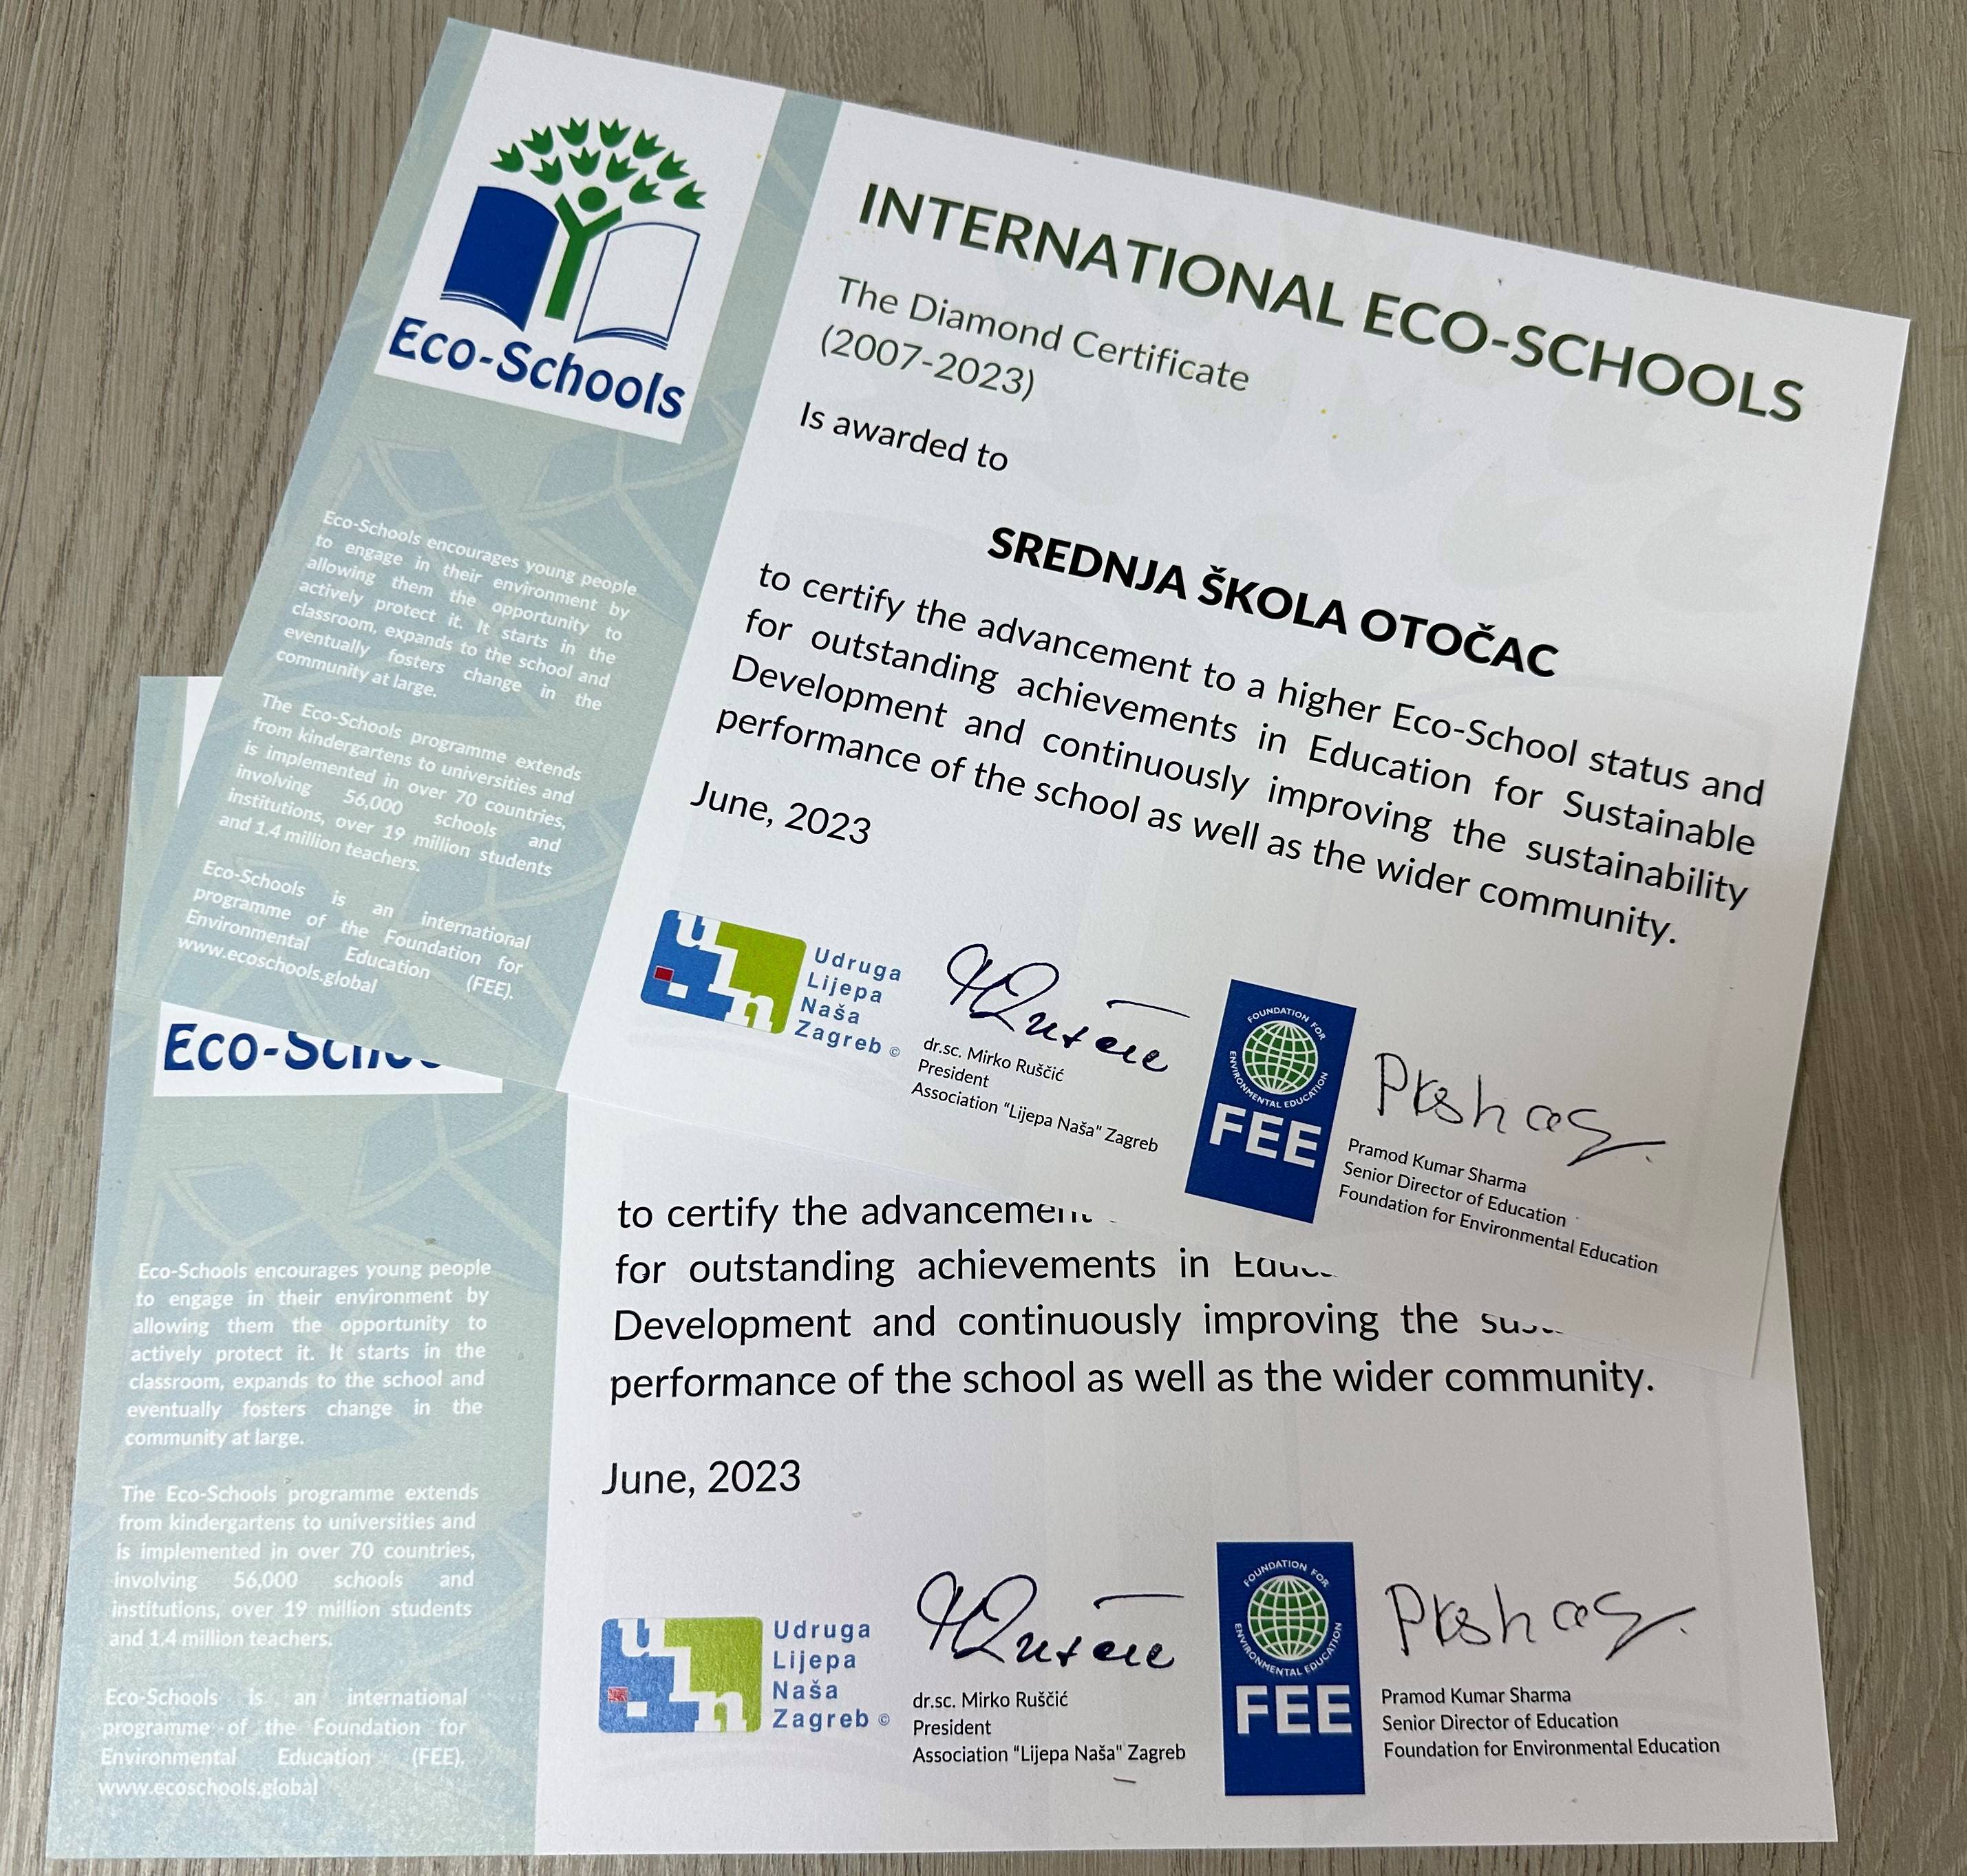 Eco-Schools
INTERNATIONAL ECO-SCHOOLS
The Diamond Certificate
(2007-2023)
Is awarded to
SREDNJA ŠKOLA OTOČAC
to certify the advancement to a higher Eco-School status and
for outstanding achievements in Education for Sustainable
Development and continuously improving the sustainability
performance of the school as well as the wider community.
June, 2023
Eco-Schools encourages young people
to engage in their environment by
allowing them the opportunity to
actively protect it. It starts in the
classroom, expands to the school and
eventually fosters change in the
community at large.
The Eco-Schools programme extends
from kindergartens to universities and
is implemented in over 70 countries,
involving 56,000 schools and
institutions, over 19 million students
and 1.4 million teachers.
Eco-Schools is an international
programme of the Foundation for
Environmental Education (FEE).
www.ecoschools.global
uln
Udruga
Lijepa
Naša
Zagreb ©
dr.sc. Mirko Ruščić
President
Association “Lijepa Naša” Zagreb
FOUNDATION FOR
ENVIRONMENTAL EDUCATION
FEE
Pramod Kumar Sharma
Senior Director of Education
Foundation for Environmental Education
to certify the
for outstanding achievements in
Development and continuously improving the
performance of the school as well as the wider community.
June, 2023
Eco-Schools encourages young people
to engage in their environment by
allowing them the opportunity to
actively protect it. It starts in the
classroom, expands to the school and
eventually fosters change in the
community at large.
The Eco-Schools programme extends
from kindergartens to universities and
is implemented in over 70 countries,
involving 56,000 schools and
institutions, over 19 million students
and 1.4 million teachers.
Eco-Schools is an international
programme of the Foundation for
Environmental Education (FEE).
www.ecoschools.global
uln
Udruga
Lijepa
Naša
Zagreb ©
dr.sc. Mirko Ruščić
President
Association “Lijepa Naša” Zagreb
FOUNDATION FOR
ENVIRONMENTAL EDUCATION
FEE
Pramod Kumar Sharma
Senior Director of Education
Foundation for Environmental Education